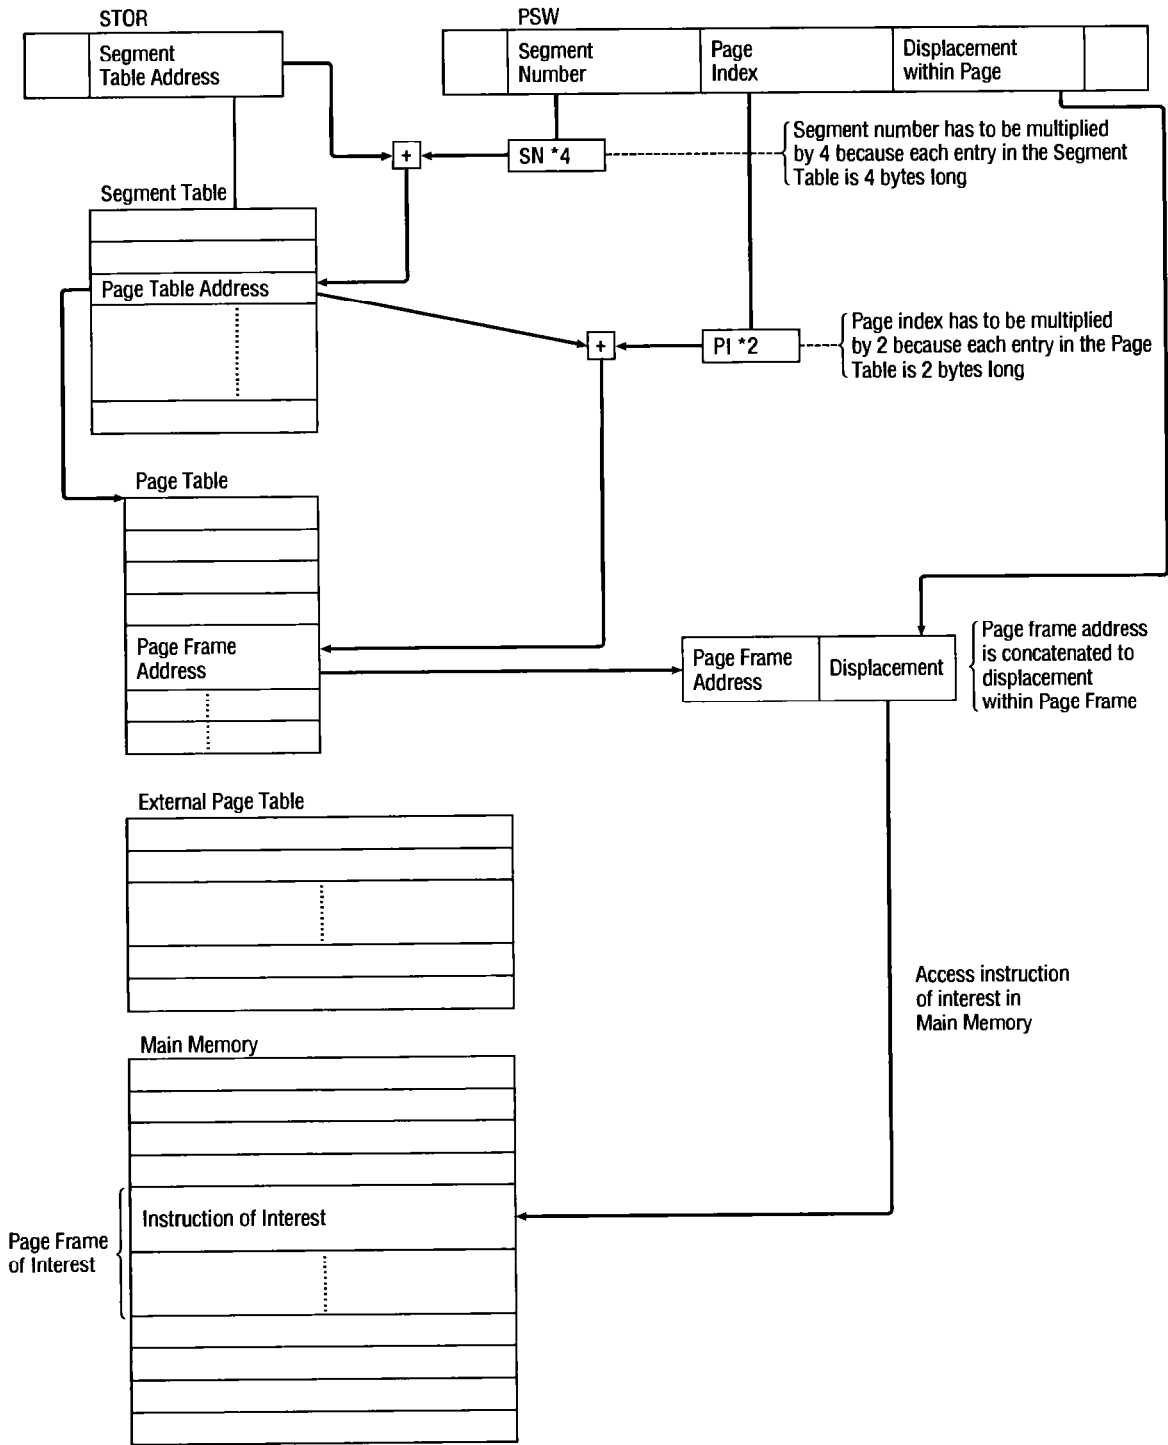 STOR
PSW
Segment
Table Address
Segment
Number
Page
Index
Displacement
within Page
+
SN *4
Segment number has to be multiplied
by 4 because each entry in the Segment
Table is 4 bytes long
Segment Table
Page Table Address
+
PI *2
Page index has to be multiplied
by 2 because each entry in the Page
Table is 2 bytes long
Page Table
Page Frame
Address
Page Frame
Address
Displacement
Page frame address
is concatenated to
displacement
within Page Frame
External Page Table
Access instruction
of interest in
Main Memory
Main Memory
Instruction of Interest
Page Frame
of Interest